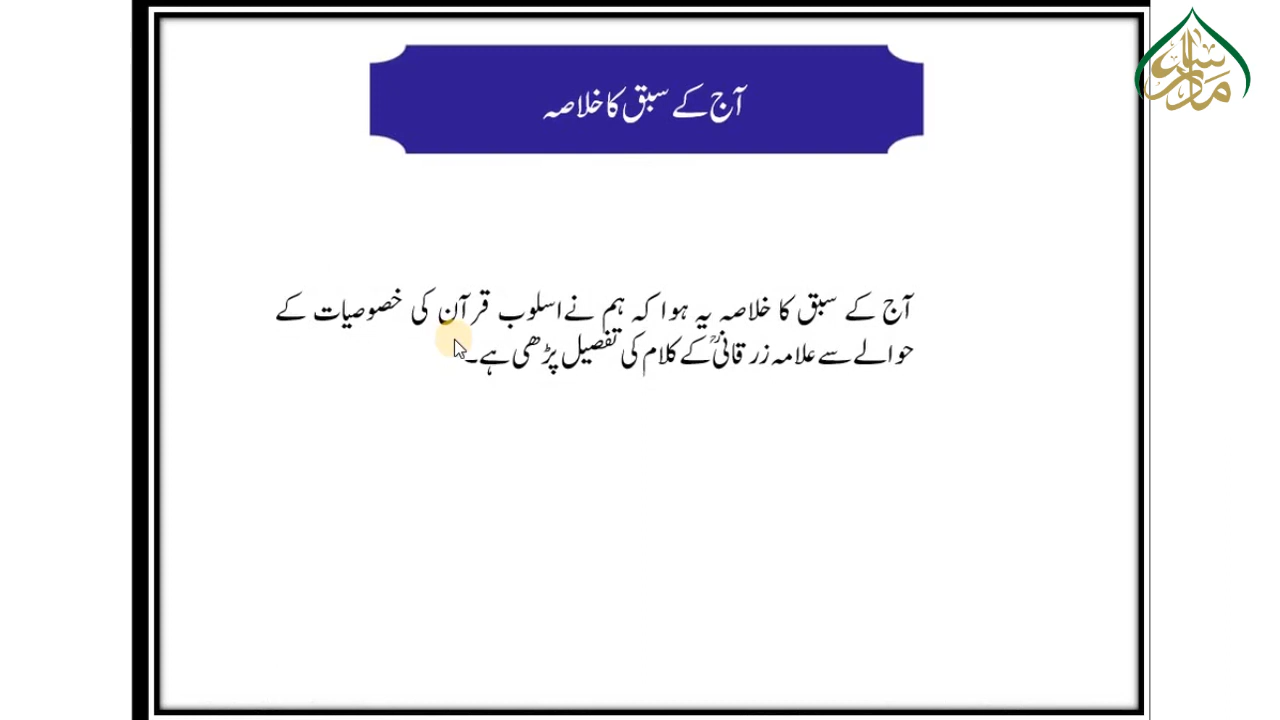 آج کے سبق کا خلاصہ
آج کے سبق کا خلاصہ یہ ہوا کہ ہم نے اسلوب قرآن کی خصوصیات کے
حوالے سے علامہ زرقانیؒ کے کلام کی تفصیل پڑھی ہے۔